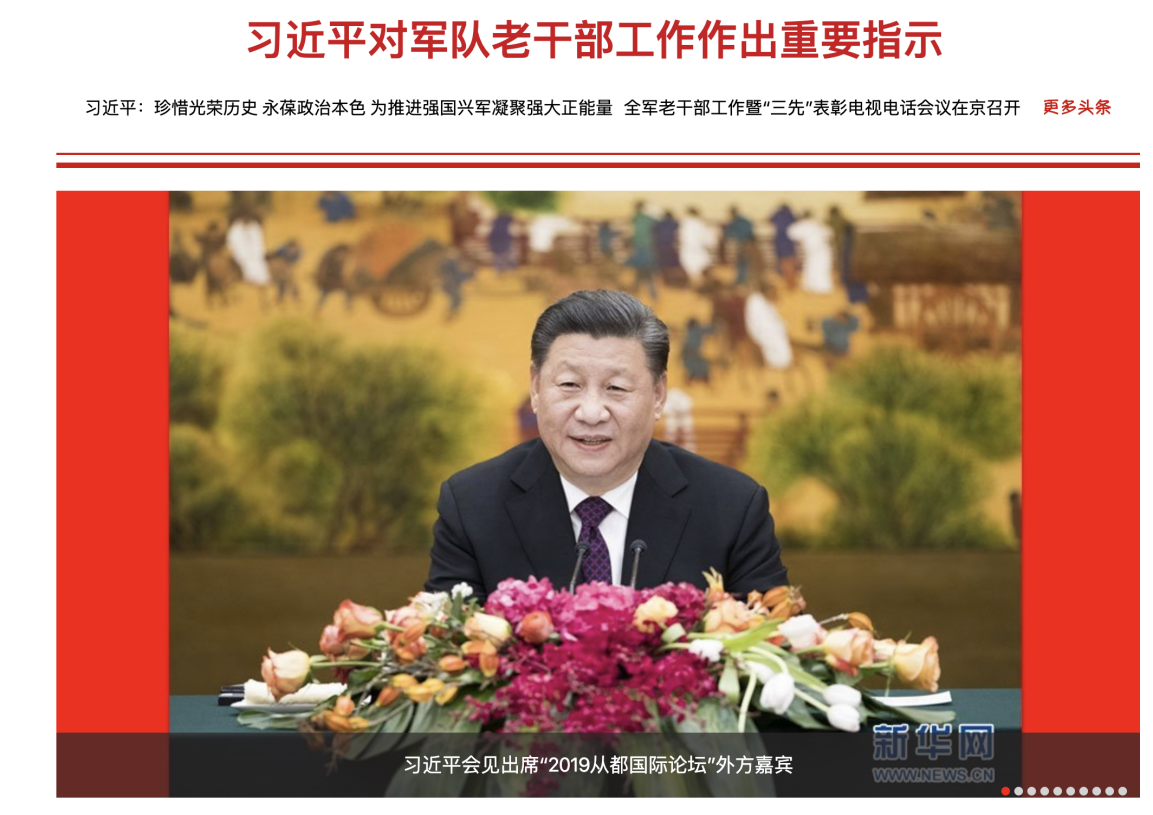 习近平对军队老干部工作作出重要指示
习近平：珍惜光荣历史 永葆政治本色 为推进强国兴军凝聚强大正能量 全军老干部工作暨“三先”表彰电视电话会议在京召开 更多头条
新华网
WWW.NEWS.CN
习近平会见出席“2019从都国际论坛”外方嘉宾